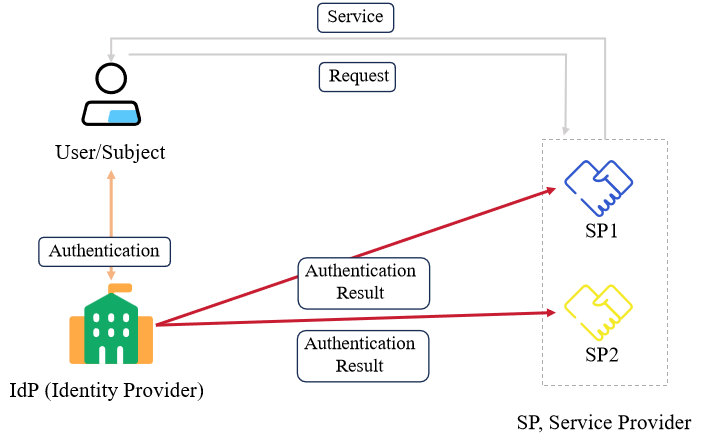 Service
Request
User/Subject
SP1
Authentication
Authentication
Result
Authentication
Result
SP2
IdP (Identity Provider)
SP, Service Provider